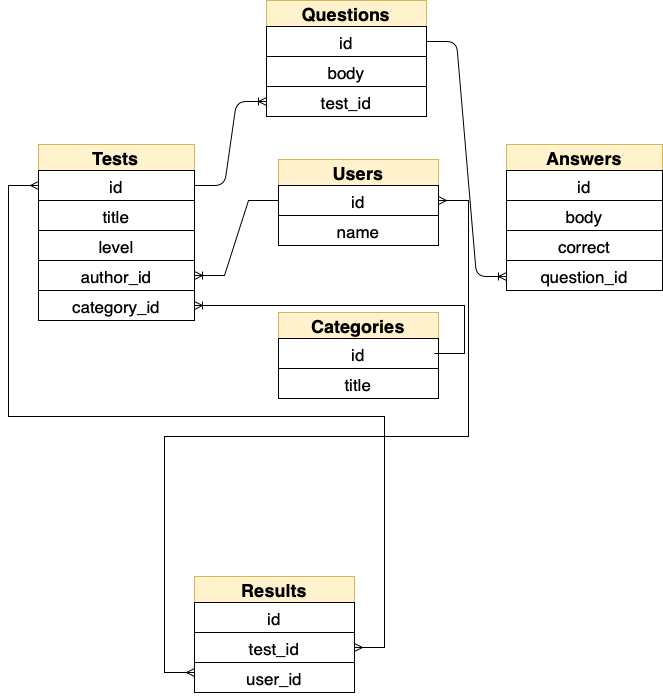 Questions
id
body
test_id
Tests
id
title
level
author_id
category_id
Users
id
name
Answers
id
body
correct
question_id
Categories
id
title
Results
id
test_id
user_id